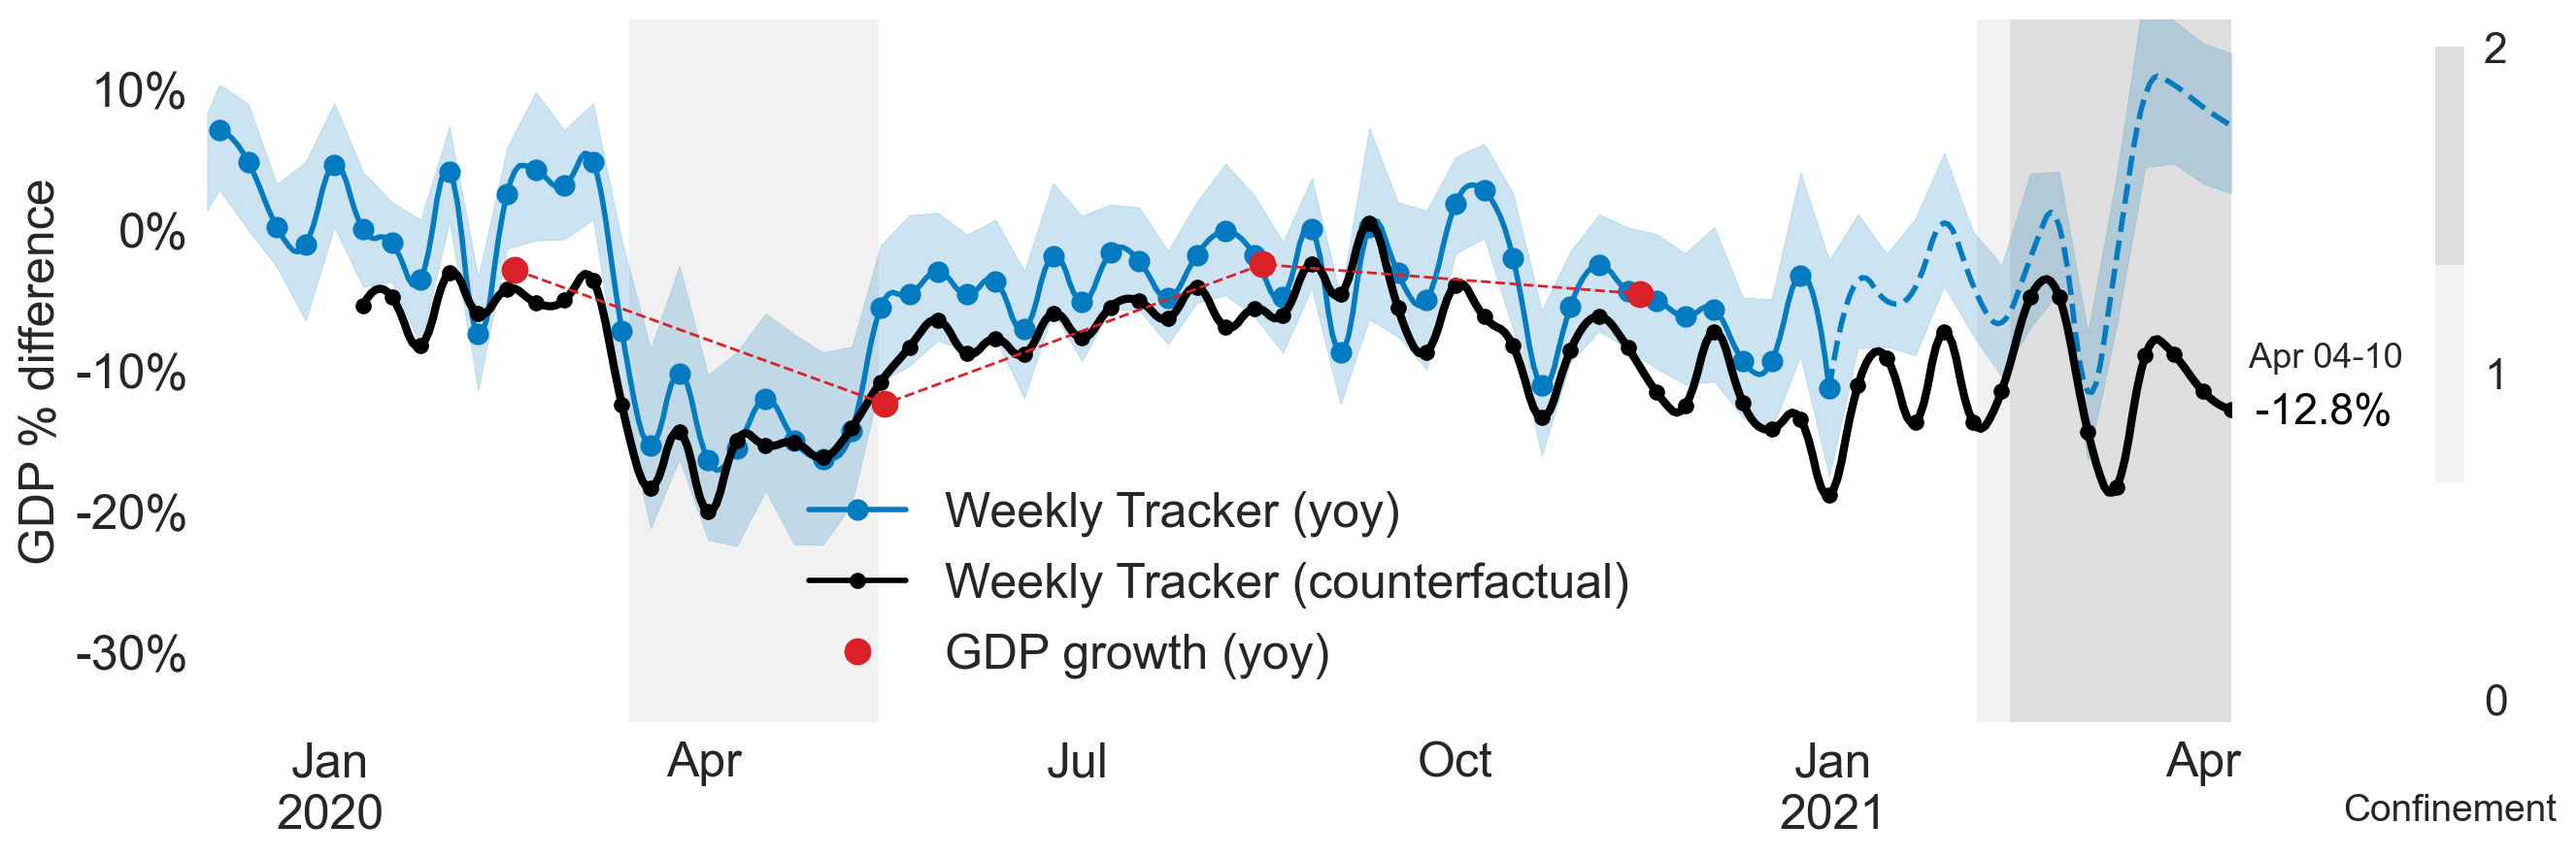 GDP % difference
10%
0%
-10%
-20%
-30%
Weekly Tracker (yoy)
Weekly Tracker (counterfactual)
GDP growth (yoy)
Jan
2020
Apr
Jul
Oct
Jan
2021
Apr
Apr 04-10
-12.8%
2
1
0
Confinement